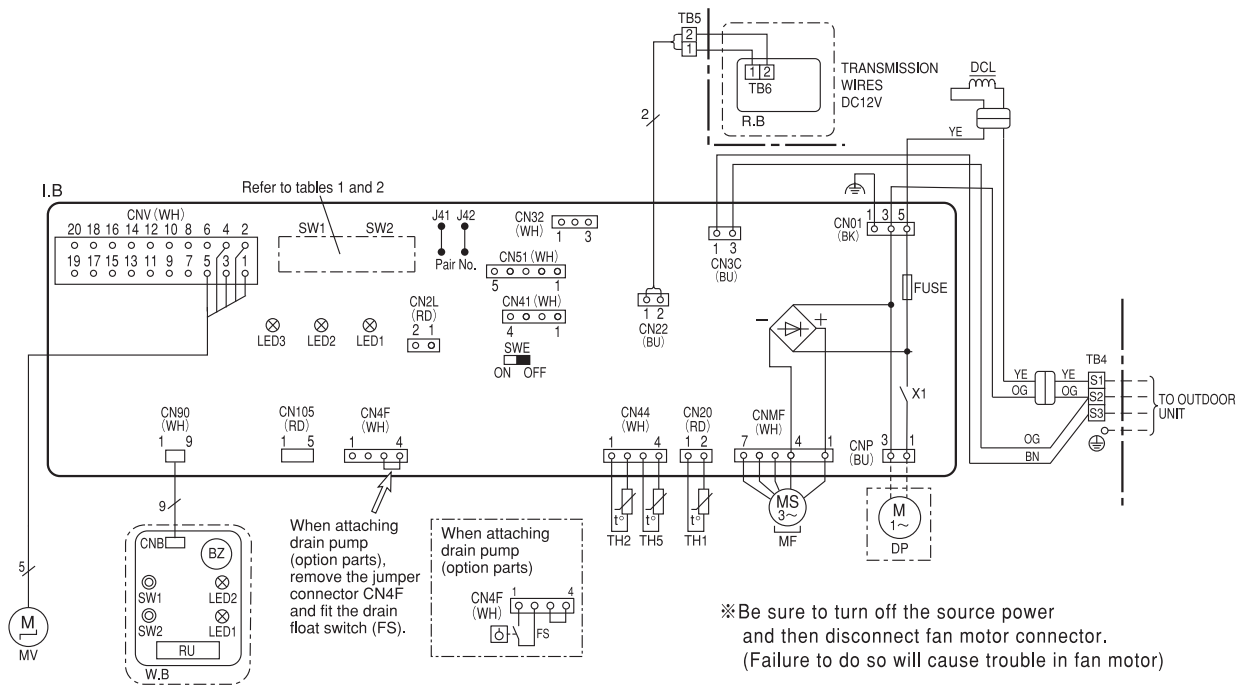 TB5
2
1
1 2
TB6
R.B
TRANSMISSION
WIRES
DC12V
DCL
YE
2
I.B
Refer to tables 1 and 2
CNV (WH)
20 18 16 14 12 10 8 6 4 2
19 17 15 13 11 9 7 5 3 1
SW1 SW2
J41 J42
Pair No.
CN32
(WH)
1 3
CN51 (WH)
5 1
CN41 (WH)
4 1
SWE
ON OFF
CN2L
(RD)
2 1
LED3 LED2 LED1
1 2
CN22
(BU)
1 3
CN3C
(BU)
1 3 5
CN01
(BK)
FUSE
− +
X1
YE YE
OG OG
TB4
S1
S2
S3
TO OUTDOOR
UNIT
OG
BN
CN90
(WH)
1 9
CN105
(RD)
1 5
CN4F
(WH)
1 4
CN44
(WH)
1 4
CN20
(RD)
1 2
CNMF
(WH)
7 4 1
CNP
(BU)
3 1
9
5
M
MV
CNB
BZ
SW1
LED2
SW2
LED1
RU
W.B
When attaching
drain pump
(option parts),
remove the jumper
connector CN4F
and fit the drain
float switch (FS).
When attaching
drain pump
(option parts)
CN4F
(WH)
1 4
FS
t° t° t°
TH2 TH5 TH1
MS
3~
MF
M
1~
DP
※Be sure to turn off the source power
and then disconnect fan motor connector.
(Failure to do so will cause trouble in fan motor)